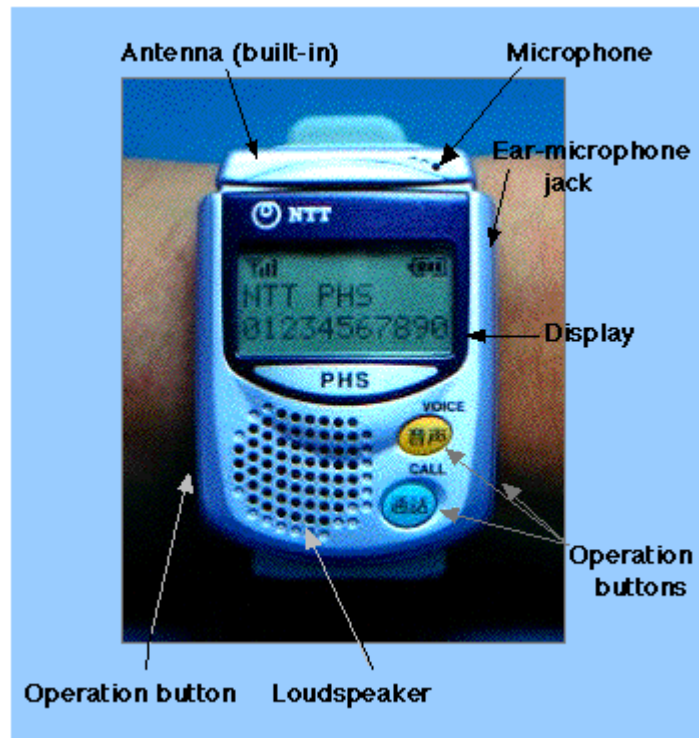 Antenna (built-in)
Microphone
Ear-microphone
jack
NTT
NTT PHS
01234567890
Display
PHS
VOICE
音声
CALL
通話
Operation
buttons
Operation button
Loudspeaker